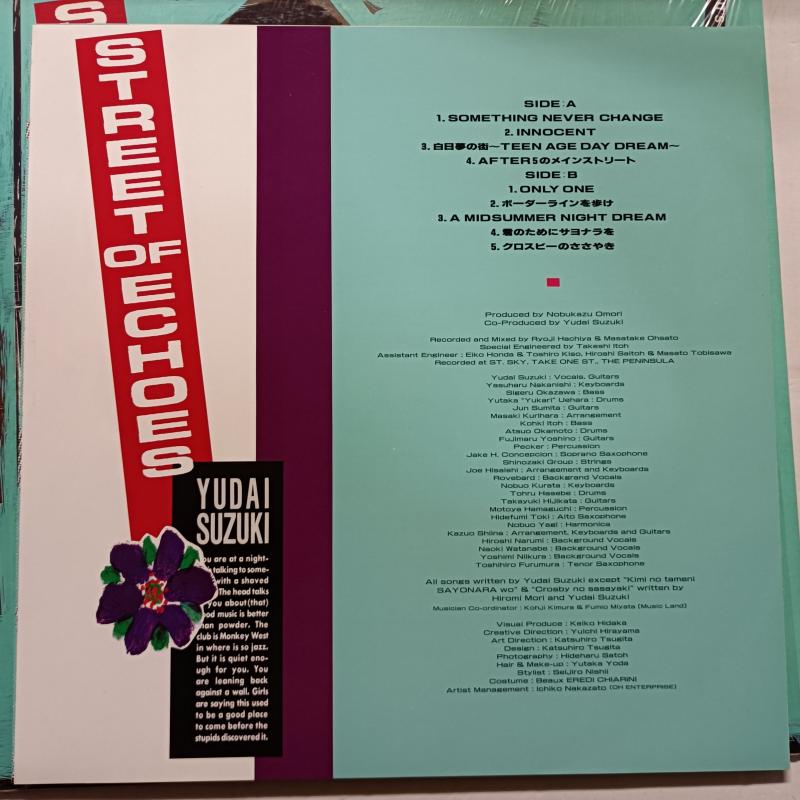 STREET OF ECHOES
YUDAI
SUZUKI
You are at a night-
talking to some-
with a shaved
The head talks
you about (that)
good music is better
than powder. The
club is Monkey West
in where is so jazz.
But it is quiet eno-
ugh for you. You
are leaning back
against a wall. Girls
are saying this used
to be a good place
to come before the
stupids discovered it.
SIDE:A
1. SOMETHING NEVER CHANGE
2. INNOCENT
3. 白日夢の街〜TEEN AGE DAY DREAM〜
4. AFTER5のメインストリート
SIDE:B
1. ONLY ONE
2. ボーダーラインを歩け
3. A MIDSUMMER NIGHT DREAM
4. 君のためにサヨナラを
5. クロスビーのささやき
Produced by Nobukazu Omori
Co-Produced by Yudai Suzuki
Recorded and Mixed by Ryoji Hachiya & Masatake Ohsato
Special Engineered by Takeshi Itoh
Assistant Engineer : Eiko Honda & Toshiro Kiso, Hiroshi Saitoh & Masato Tobisawa
Recorded at ST. SKY, TAKE ONE ST., THE PENINSULA
Yudai Suzuki : Vocals, Guitars
Yasuharu Nakanishi : Keyboards
Sigeru Okazawa : Bass
Yutaka "Yukari" Uehara : Drums
Jun Sumita : Guitars
Masaki Kurihara : Arrangement
Kohki Itoh : Bass
Atsuo Okamoto : Drums
Fujimaru Yoshino : Guitars
Pecker : Percussion
Jake H. Concepcion : Soprano Saxophone
Shinozaki Group : Strings
Joe Hisaishi : Arrangement and Keyboards
Rovebard : Backgrand Vocals
Nobuo Kurata : Keyboards
Tohru Hasebe : Drums
Takayuki Hijikata : Guitars
Motoya Hamaguchi : Percussion
Hidefumi Toki : Alto Saxophone
Nobuo Yagi : Harmonica
Kazuo Shiina : Arrangement, Keyboards and Guitars
Hiroshi Narumi : Background Vocals
Naoki Watanabe : Background Vocals
Yoshimi Niikura : Background Vocals
Toshihiro Furumura : Tenor Saxophone
All songs written by Yudai Suzuki except "Kimi no tameni
SAYONARA wo" & "Crosby no sasayaki" written by
Hiromi Mori and Yudai Suzuki
Musician Co-ordinator : Kohji Kimura & Fumio Miyata (Music Land)
Visual Produce : Keiko Hidaka
Creative Direction : Yuichi Hirayama
Art Direction : Katsuhiro Tsugita
Design : Katsuhiro Tsugita
Photography : Hideharu Satoh
Hair & Make-up : Yutaka Yoda
Stylist : Seijiro Nishii
Costume : Beaux EREDI CHIARINI
Artist Management : Ichiko Nakazato (OH ENTERPRISE)